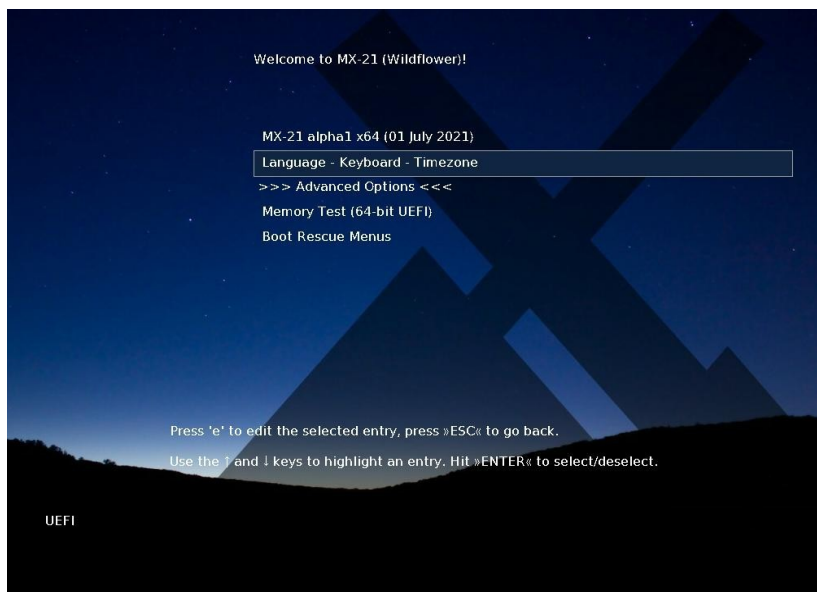 Welcome to MX-21 (Wildflower)!
MX-21 alpha1 x64 (01 July 2021)
Language - Keyboard - Timezone
>>> Advanced Options <<<
Memory Test (64-bit UEFI)
Boot Rescue Menus
Press 'e' to edit the selected entry, press »ESC« to go back.
Use the ↑ and ↓ keys to highlight an entry. Hit »ENTER« to select/deselect.
UEFI